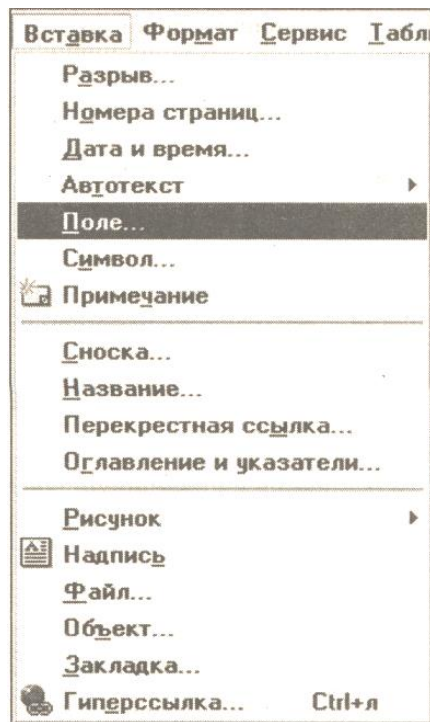 Вставка Формат Сервис Табл
Разрыв...
Номера страниц...
Дата и время...
Автотекст
Поле...
Символ...
Примечание
Сноска...
Название...
Перекрестная ссылка...
Оглавление и указатели...
Рисунок
Надпись
Файл...
Объект...
Закладка...
Гиперссылка... Ctrl+л